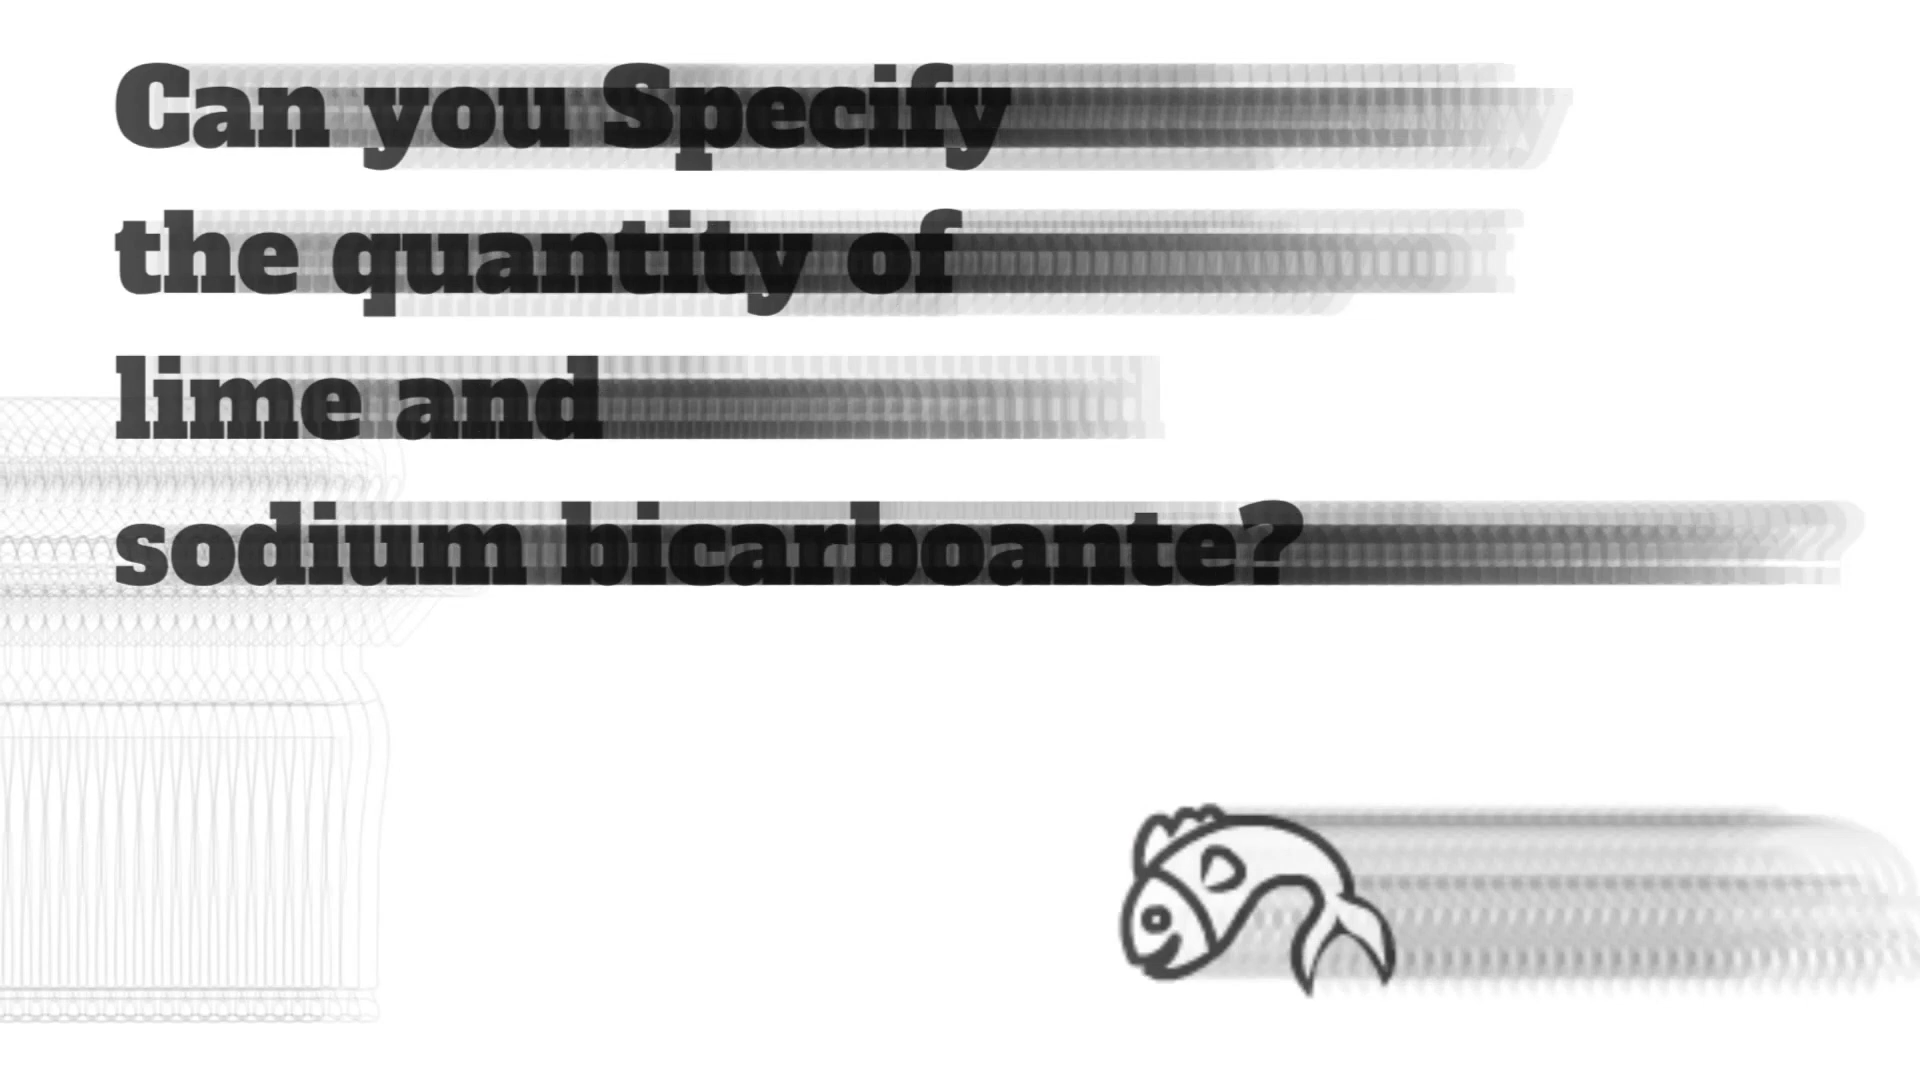 Can you Specify
the quantity of
lime and
sodium bicarboante?